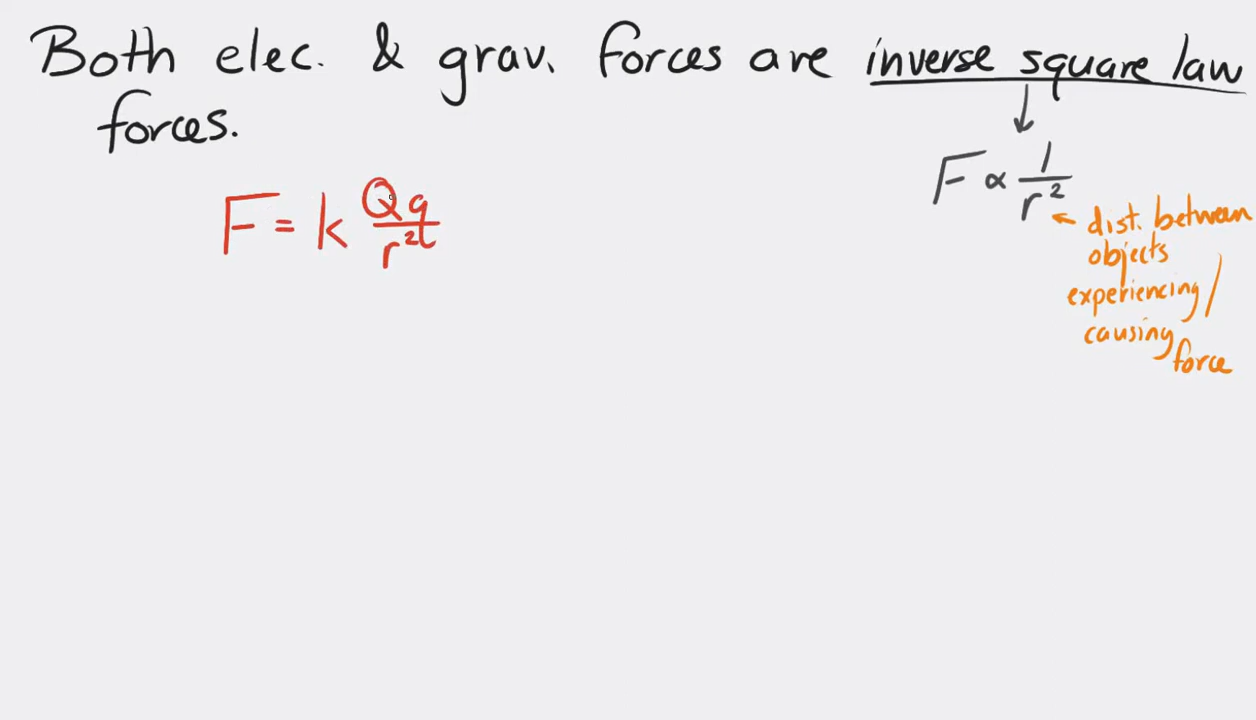 Both elec. & grav. forces are inverse square law
forces.
F ∝ 1/r²
F = k Qq/r²
dist. between
objects
experiencing/
causing
force